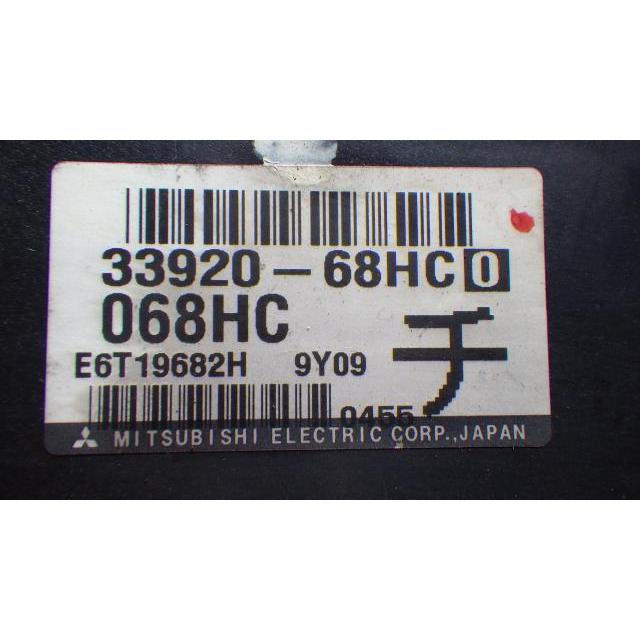 33920-68HC0
068HC
チ
E6T19682H 9Y09
0455
MITSUBISHI ELECTRIC CORP.,JAPAN